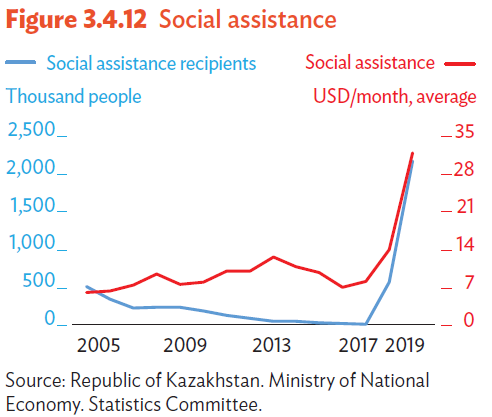 Figure 3.4.12 Social assistance
Social assistance recipients Social assistance
Thousand people USD/month, average
2,500 35
2,000 28
1,500 21
1,000 14
500 7
0 0
2005 2009 2013 2017 2019
Source: Republic of Kazakhstan. Ministry of National
Economy. Statistics Committee.